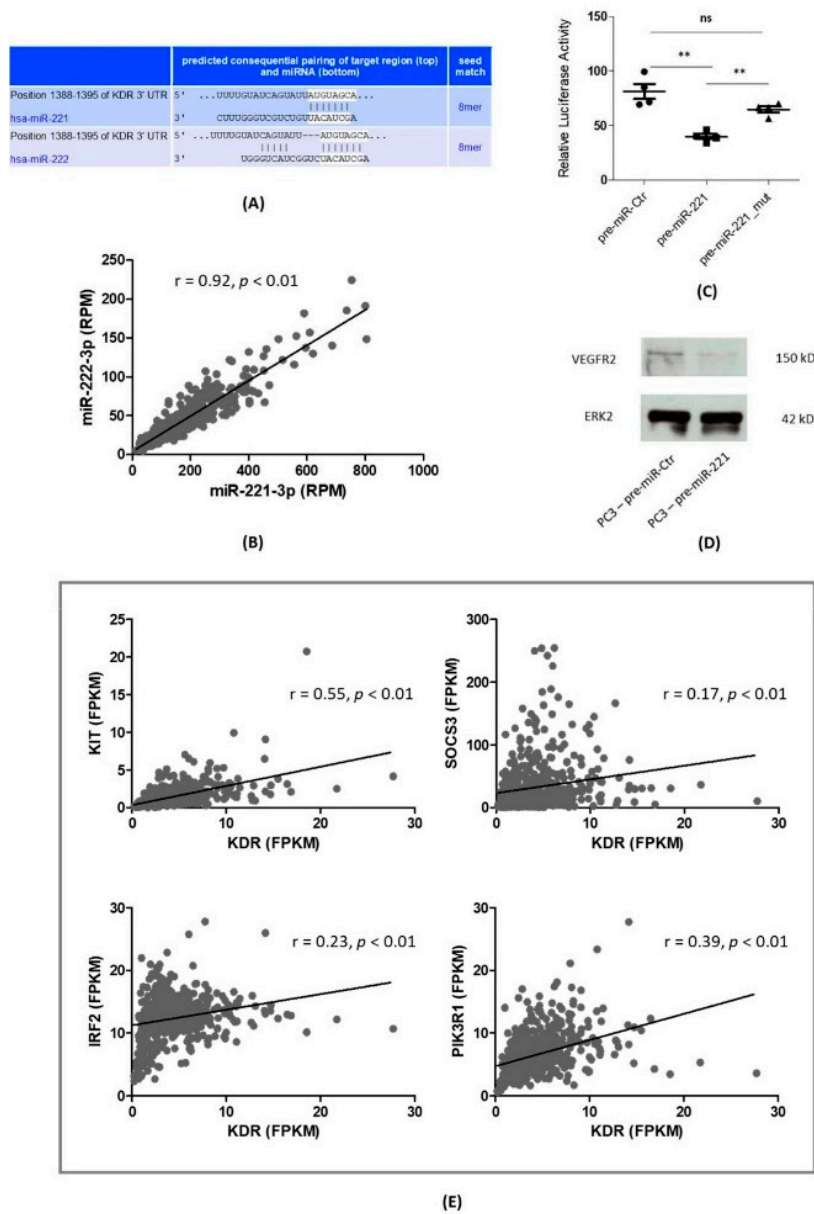 predicted consequential pairing of target region (top) and miRNA (bottom)
seed match
Position 1388-1395 of KDR 3' UTR 5' ...UUUUGUAUCAGUAUUAUGUAGCA...
hsa-miR-221 3' CUUUGGGUCGUCUGUUACAUCGA
8mer
Position 1388-1395 of KDR 3' UTR 5' ...UUUUGUAUCAGUAUU---AUGUAGCA...
hsa-miR-222 3' UGGGUCAUCGGUCUACAUCGA
8mer
(A)
Relative Luciferase Activity
150
100
50
0
ns
**
**
pre-miR-Ctr
pre-miR-221
pre-miR-221_mut
(C)
miR-222-3p (RPM)
250
200
150
100
50
0
r = 0.92, p < 0.01
0 200 400 600 800 1000
miR-221-3p (RPM)
(B)
VEGFR2 150 kD
ERK2 42 kD
PC3 – pre-miR-Ctr
PC3 – pre-miR-221
(D)
KIT (FPKM)
25
20
15
10
5
0
r = 0.55, p < 0.01
0 10 20 30
KDR (FPKM)
SOCS3 (FPKM)
300
200
100
0
r = 0.17, p < 0.01
0 10 20 30
KDR (FPKM)
IRF2 (FPKM)
30
20
10
0
r = 0.23, p < 0.01
0 10 20 30
KDR (FPKM)
PIK3R1 (FPKM)
30
20
10
0
r = 0.39, p < 0.01
0 10 20 30
KDR (FPKM)
(E)